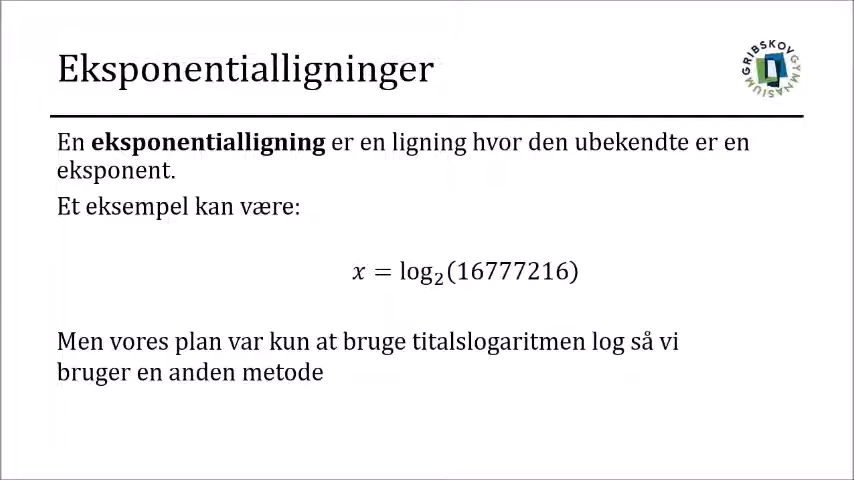 Eksponentialligninger
GRIBSKOV GYMNASIUM
En eksponentialligning er en ligning hvor den ubekendte er en
eksponent.
Et eksempel kan være:
x = log₂(16777216)
Men vores plan var kun at bruge titalslogaritmen log så vi
bruger en anden metode